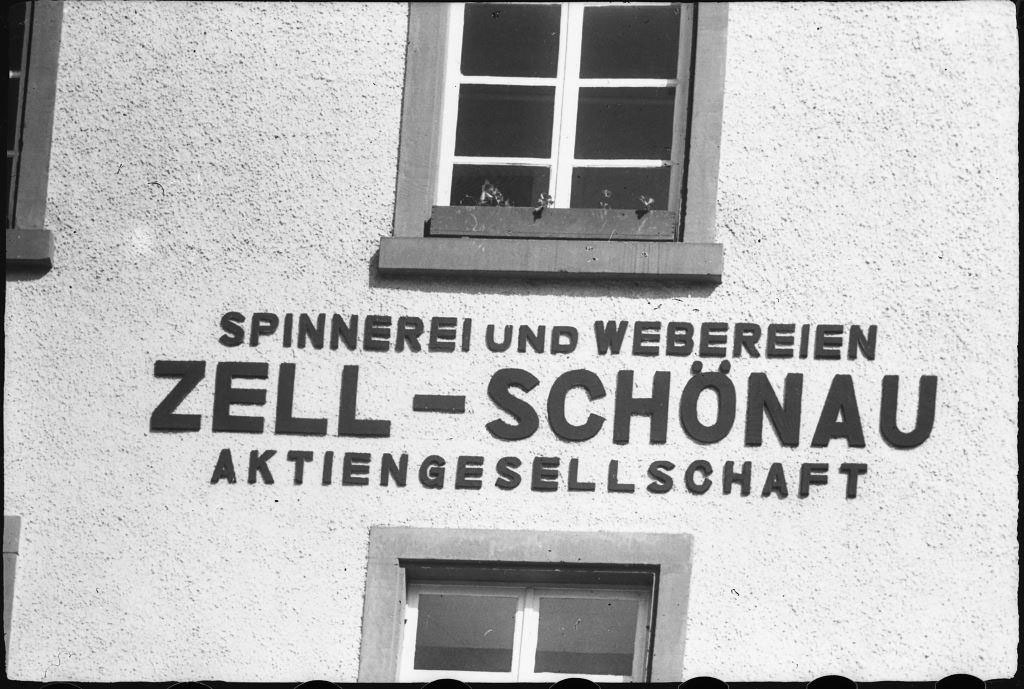 SPINNEREI UND WEBEREIEN
ZELL-SCHÖNAU
AKTIENGESELLSCHAFT